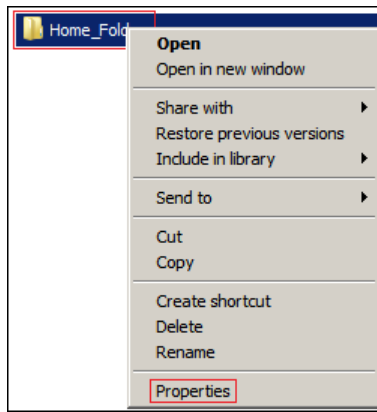 Home_Fold
Open
Open in new window
Share with
Restore previous versions
Include in library
Send to
Cut
Copy
Create shortcut
Delete
Rename
Properties